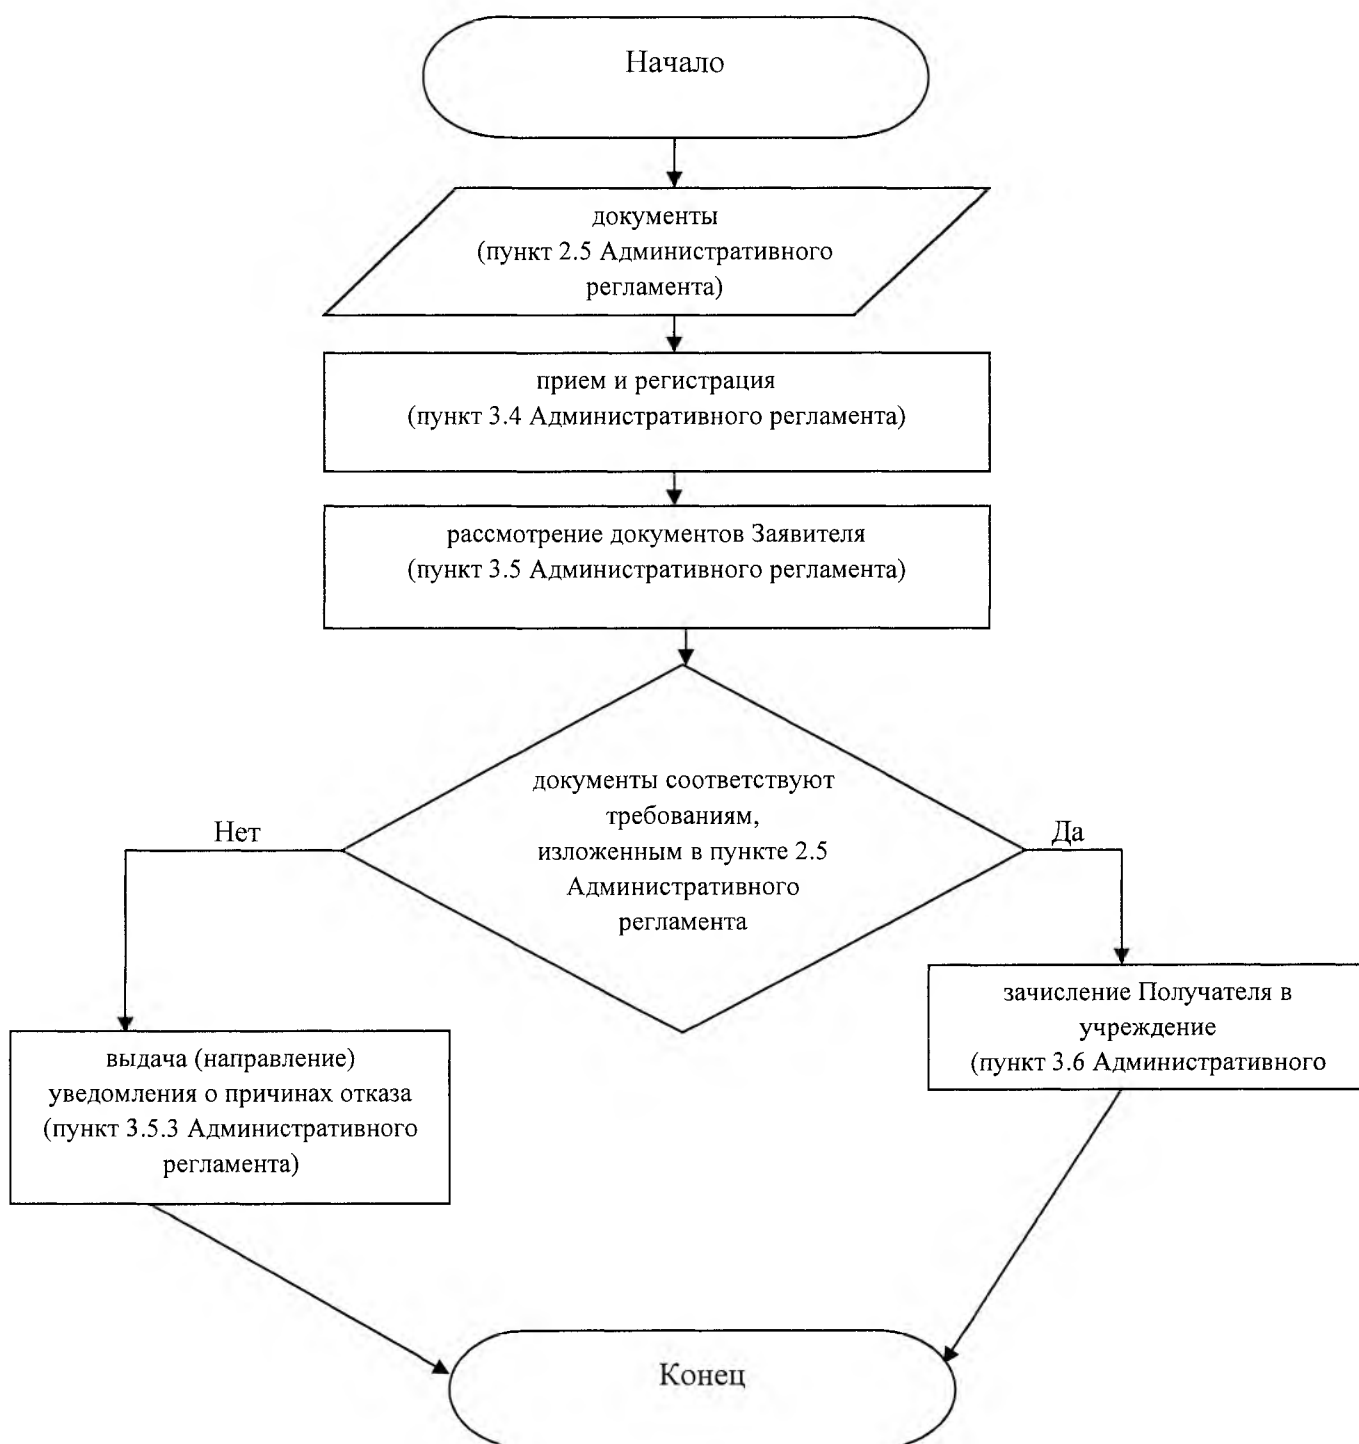 Начало
документы
(пункт 2.5 Административного
регламента)
прием и регистрация
(пункт 3.4 Административного регламента)
рассмотрение документов Заявителя
(пункт 3.5 Административного регламента)
документы соответствуют
требованиям,
изложенным в пункте 2.5
Административного
регламента
Нет
Да
зачисление Получателя в
учреждение
(пункт 3.6 Административного
выдача (направление)
уведомления о причинах отказа
(пункт 3.5.3 Административного
регламента)
Конец